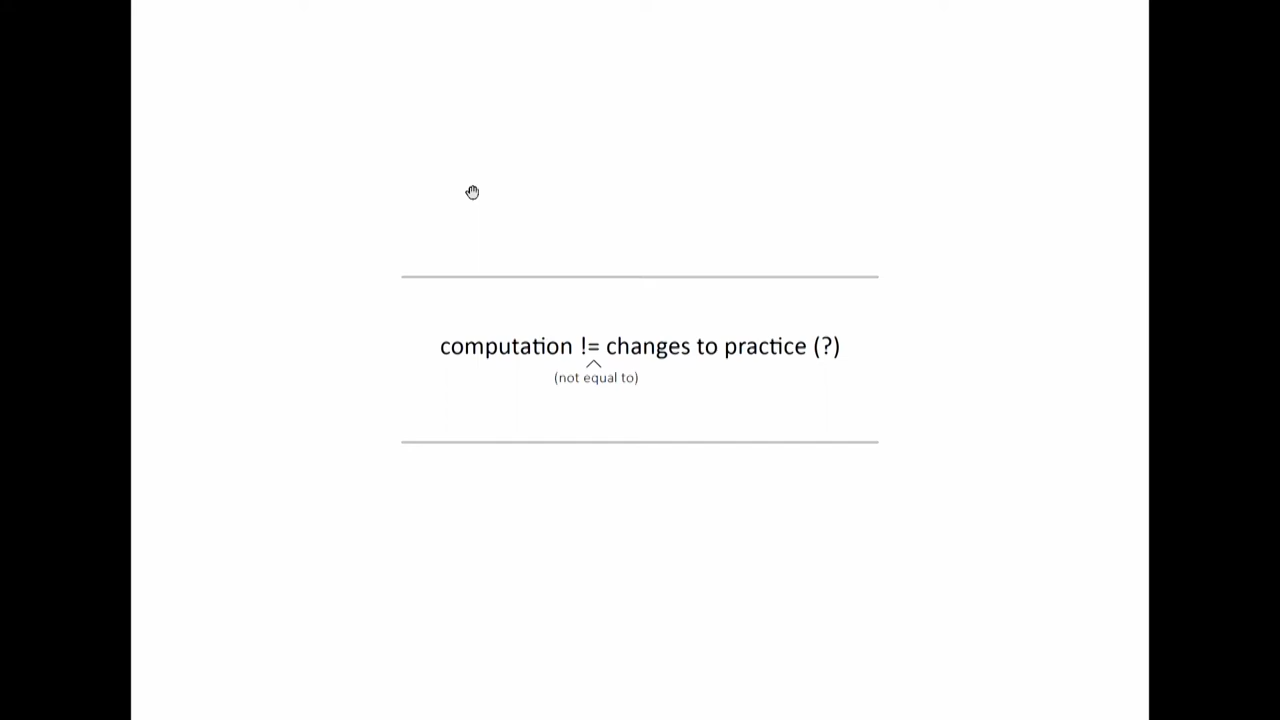 computation != changes to practice (?)
(not equal to)